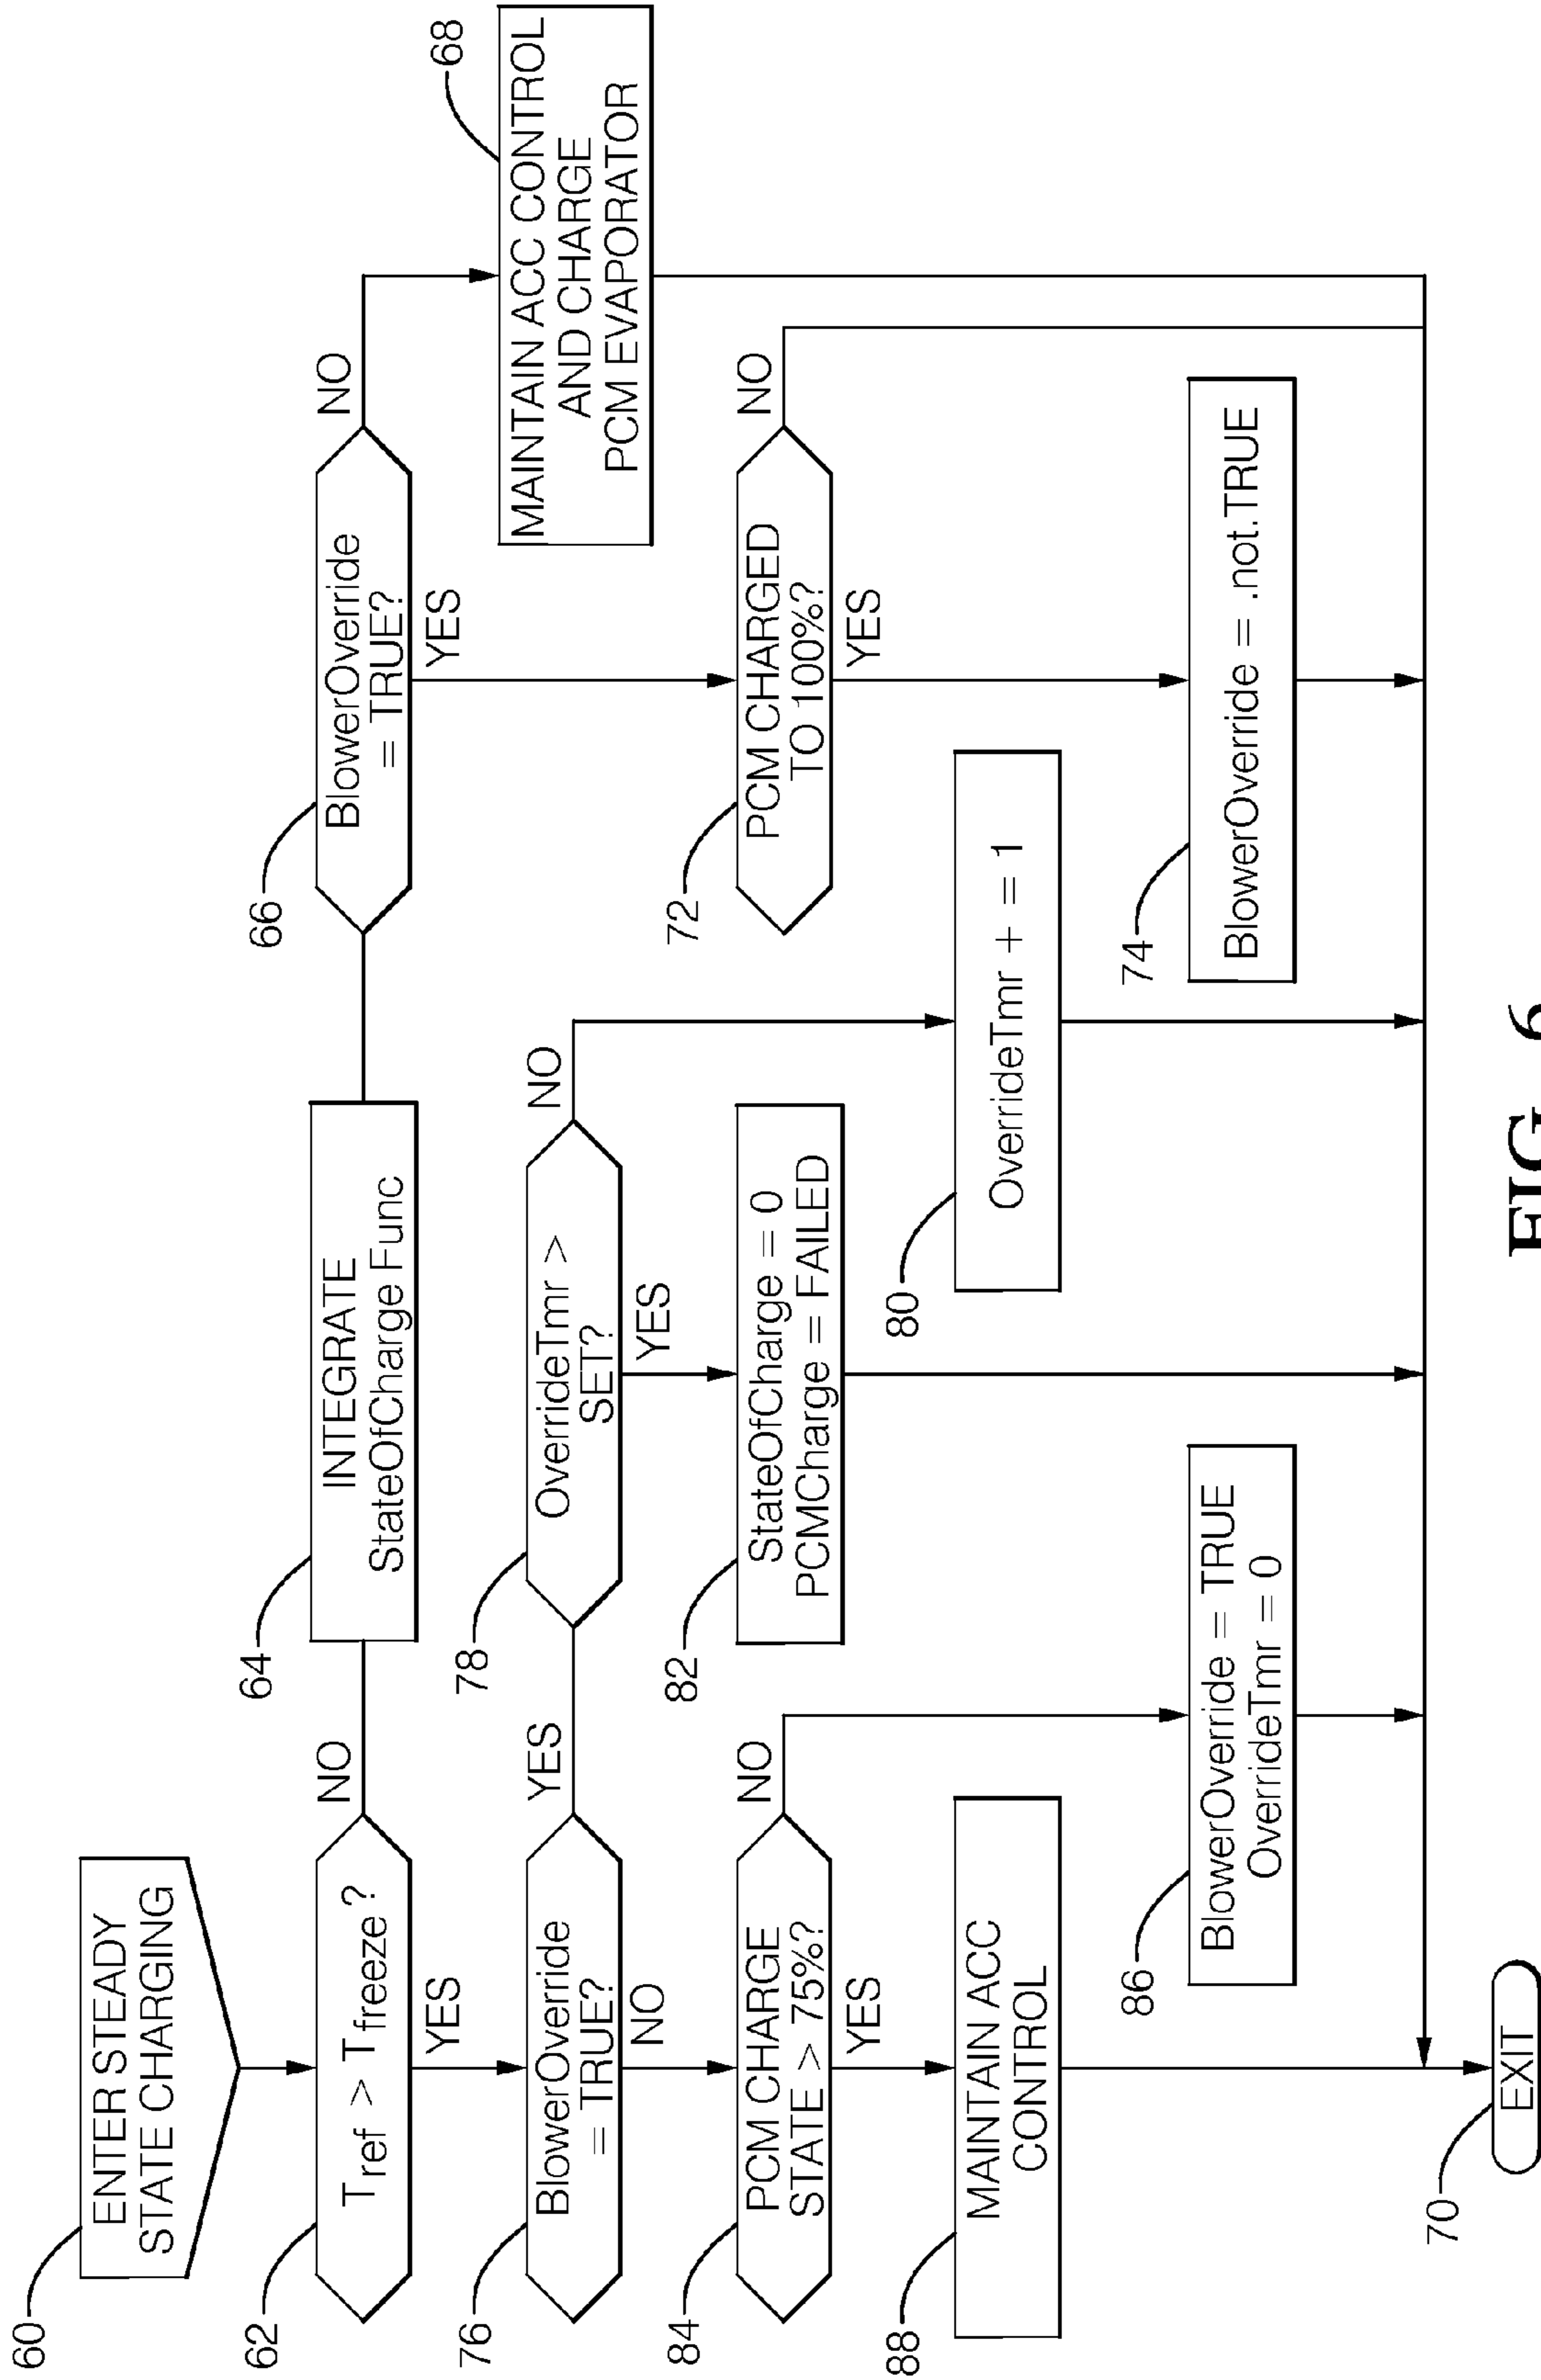 60
ENTER STEADY
STATE CHARGING
62
Tref > Tfreeze?
NO
YES
64
INTEGRATE
StateOfCharge Func
66
BlowerOverride
= TRUE?
NO
YES
68
MAINTAIN ACC CONTROL
AND CHARGE
PCM EVAPORATOR
76
BlowerOverride
= TRUE?
YES
NO
78
OverrideTmr >
SET?
NO
YES
72
PCM CHARGED
TO 100%?
NO
YES
84
PCM CHARGE
STATE > 75%?
NO
YES
82
StateOfCharge = 0
PCMCharge = FAILED
80
OverrideTmr + = 1
88
MAINTAIN ACC
CONTROL
86
BlowerOverride = TRUE
OverrideTmr = 0
74
BlowerOverride = .not.TRUE
70
EXIT
FIG. 6